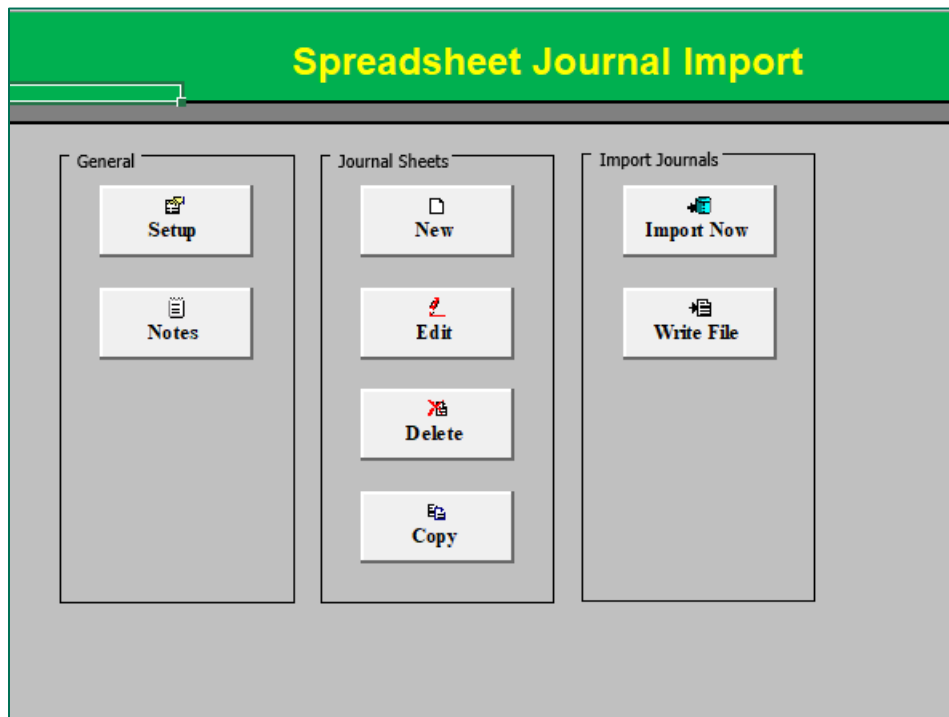 Spreadsheet Journal Import
General
Setup
Notes
Journal Sheets
New
Edit
Delete
Copy
Import Journals
Import Now
Write File